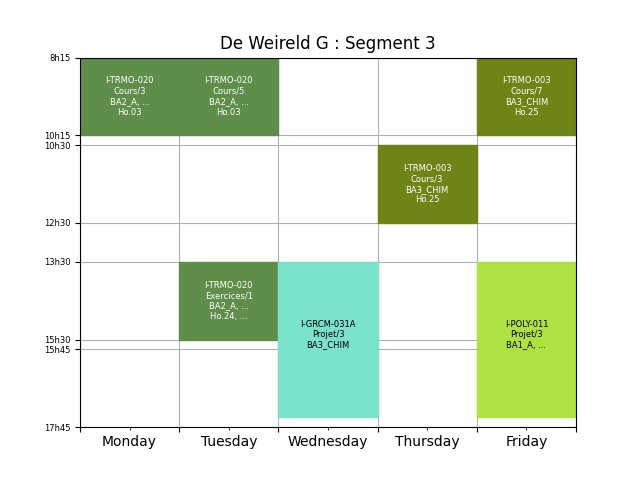 De Weireld G : Segment 3
8h15
10h15
10h30
12h30
13h30
15h30
15h45
17h45
I-TRMO-020
Cours/3
BA2_A, ...
Ho.03
I-TRMO-020
Cours/5
BA2_A, ...
Ho.03
I-TRMO-003
Cours/7
BA3_CHIM
Ho.25
I-TRMO-003
Cours/3
BA3_CHIM
Ho.25
I-TRMO-020
Exercices/1
BA2_A, ...
Ho.24, ...
I-GRCM-031A
Projet/3
BA3_CHIM
I-POLY-011
Projet/3
BA1_A, ...
Monday
Tuesday
Wednesday
Thursday
Friday